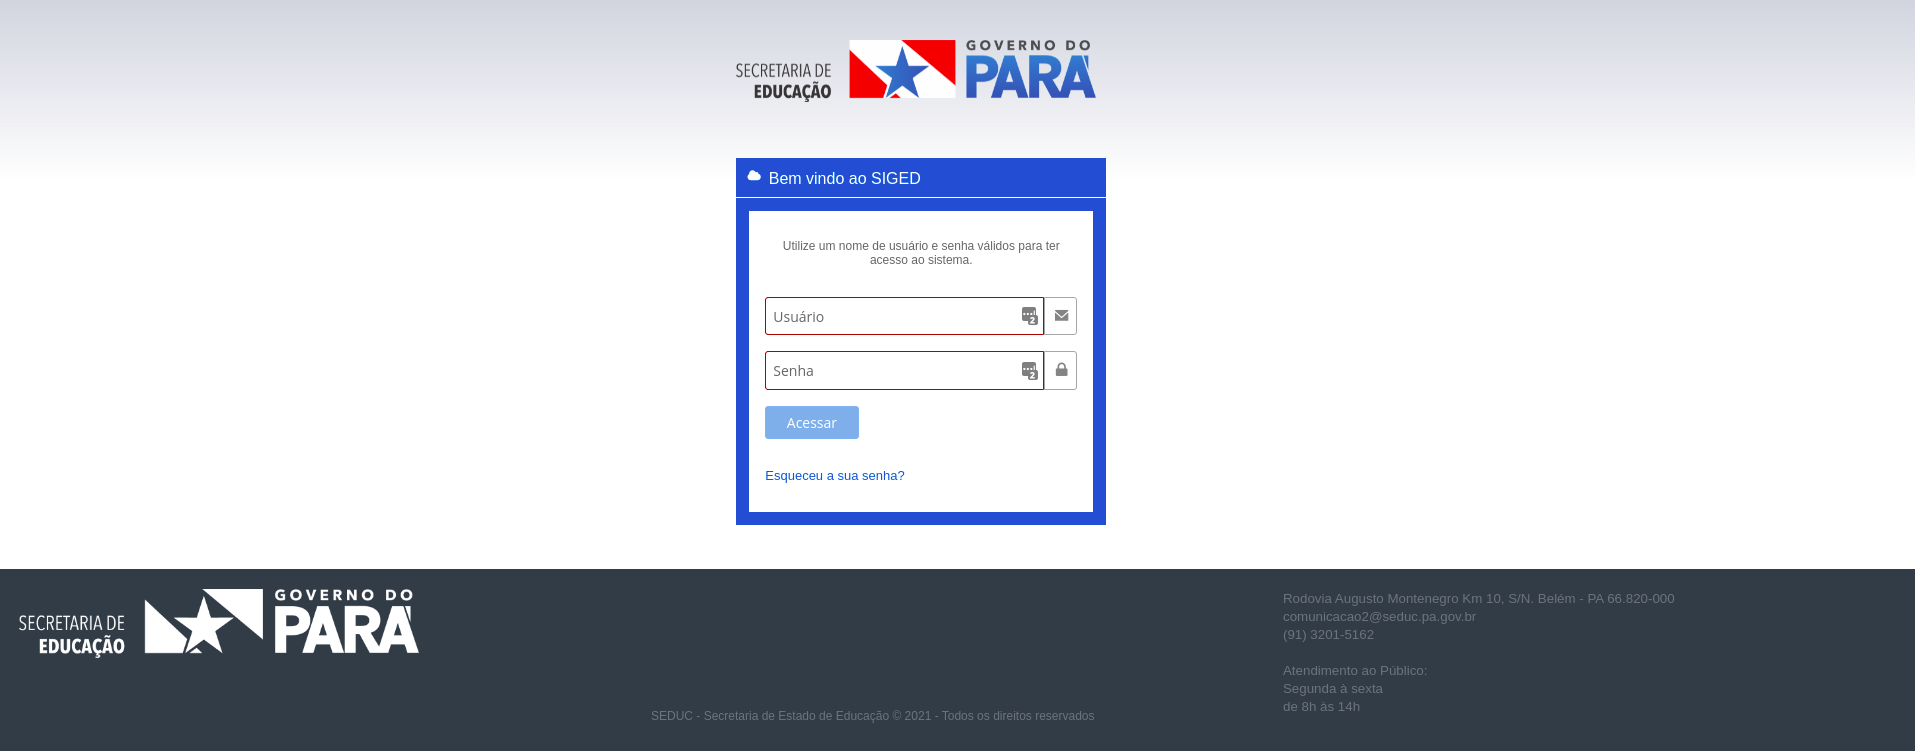 SECRETARIA DE
EDUCAÇÃO
GOVERNO DO
PARÁ
Bem vindo ao SIGED
Utilize um nome de usuário e senha válidos para ter
acesso ao sistema.
Usuário
2
Senha
2
Acessar
Esqueceu a sua senha?
SECRETARIA DE
EDUCAÇÃO
GOVERNO DO
PARÁ
Rodovia Augusto Montenegro Km 10, S/N. Belém - PA 66.820-000
comunicacao2@seduc.pa.gov.br
(91) 3201-5162
Atendimento ao Público:
Segunda à sexta
de 8h às 14h
SEDUC - Secretaria de Estado de Educação © 2021 - Todos os direitos reservados